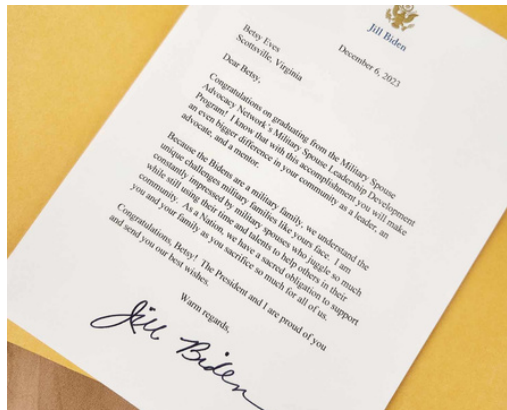 Jill Biden
December 6, 2023
Betsy Eves
Scottsville, Virginia
Dear Betsy,
Congratulations on graduating from the Military Spouse
Advocacy Network's Military Spouse Leadership Development
Program! I know that with this accomplishment you will make
an even bigger difference in your community as a leader, an
advocate, and a mentor.
Because the Bidens are a military family, we understand the
unique challenges military families like yours face. I am
constantly impressed by military spouses who juggle so much
while still using their time and talents to help others in their
community. As a Nation, we have a sacred obligation to support
you and your family as you sacrifice so much for all of us.
Congratulations, Betsy! The President and I are proud of you
and send you our best wishes.
Warm regards,
Jill Biden